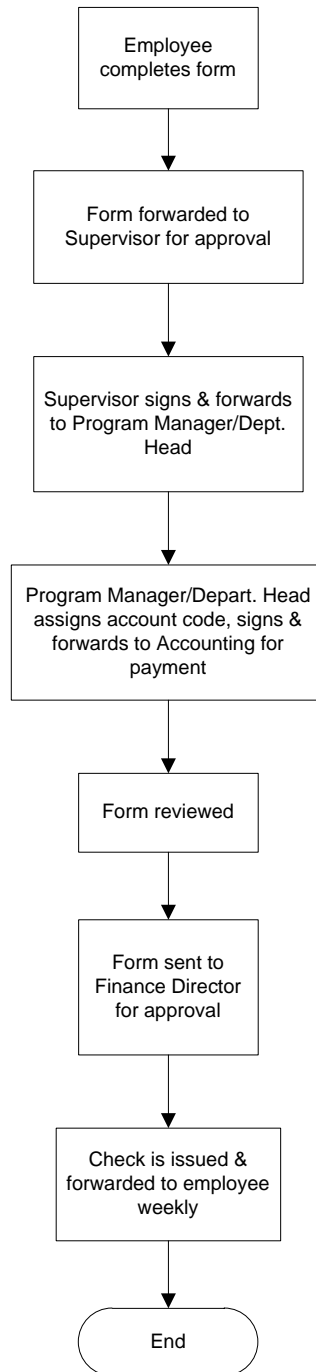 Employee
completes form
Form forwarded to
Supervisor for approval
Supervisor signs & forwards
to Program Manager/Dept.
Head
Program Manager/Depart. Head
assigns account code, signs &
forwards to Accounting for
payment
Form reviewed
Form sent to
Finance Director
for approval
Check is issued &
forwarded to employee
weekly
End